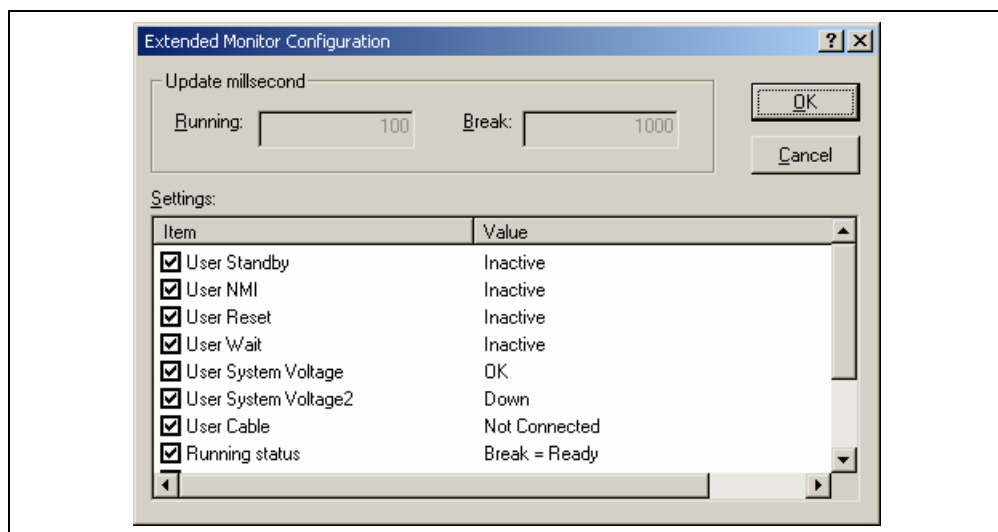 Extended Monitor Configuration
Update millsecond
Running: 100 Break: 1000
OK
Cancel
Settings:
Item Value
User Standby Inactive
User NMI Inactive
User Reset Inactive
User Wait Inactive
User System Voltage OK
User System Voltage2 Down
User Cable Not Connected
Running status Break = Ready